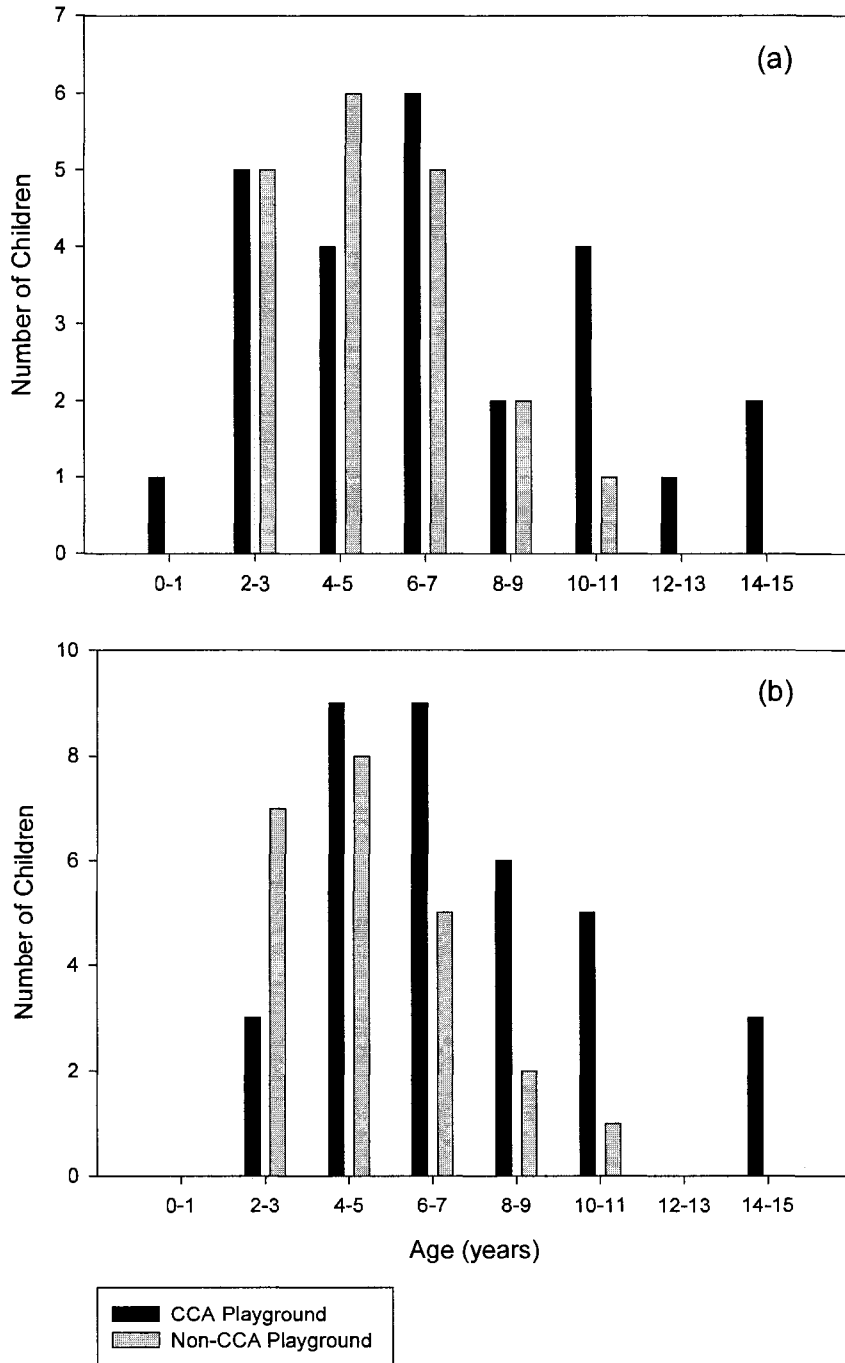 7
(a)
6
5
4
3
2
1
0
Number of Children
0-1 2-3 4-5 6-7 8-9 10-11 12-13 14-15
10
(b)
8
6
4
2
0
Number of Children
0-1 2-3 4-5 6-7 8-9 10-11 12-13 14-15
Age (years)
CCA Playground
Non-CCA Playground